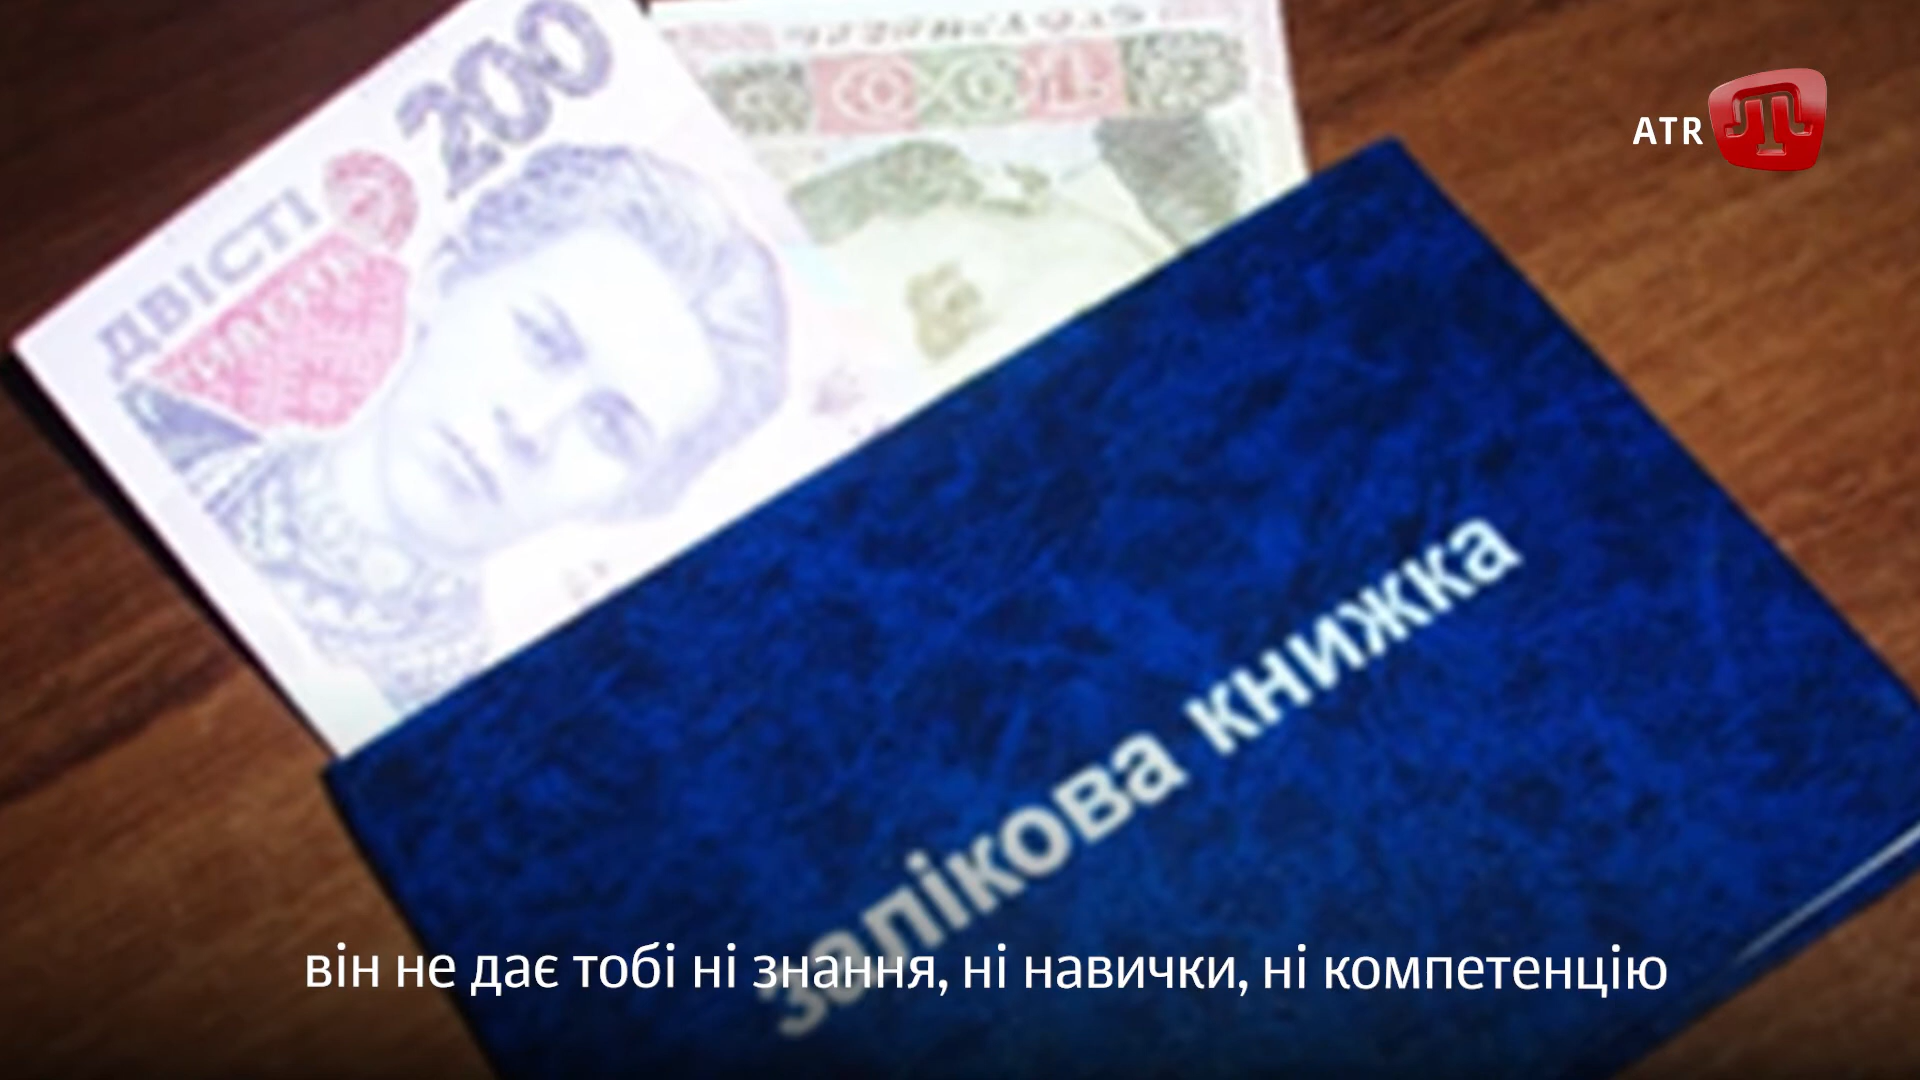 200
ДВІСТІ
ATR
залікова книжка
він не дає тобі ні знання, ні навички, ні компетенцію